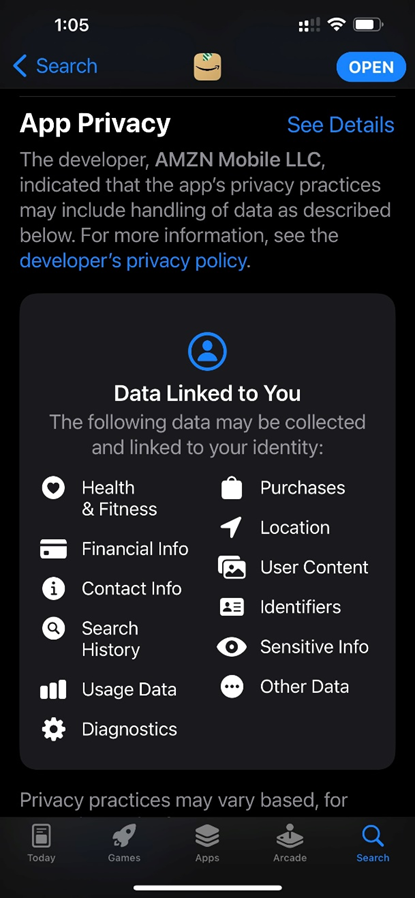 1:05
Search
OPEN
App Privacy
See Details
The developer, AMZN Mobile LLC,
indicated that the app's privacy practices
may include handling of data as described
below. For more information, see the
developer's privacy policy.
Data Linked to You
The following data may be collected
and linked to your identity:
Health
& Fitness
Financial Info
Contact Info
Search
History
Usage Data
Diagnostics
Purchases
Location
User Content
Identifiers
Sensitive Info
Other Data
Privacy practices may vary based, for
Today
Games
Apps
Arcade
Search